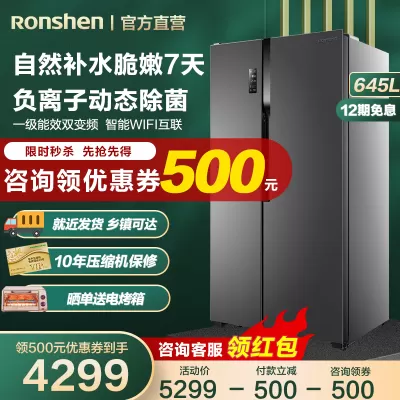 Ronshen 官方直营
自然补水脆嫩7天
负离子动态除菌
一级能效双变频 智能WIFI互联
645L
12期免息
限时秒杀 先抢先得
咨询领优惠券500元
就近发货 乡镇可达
10年压缩机保修
晒单送电烤箱
咨询客服 领红包
领500元优惠券到手
4299
活动价 付款立减 咨询领券
5299 — 500 — 500